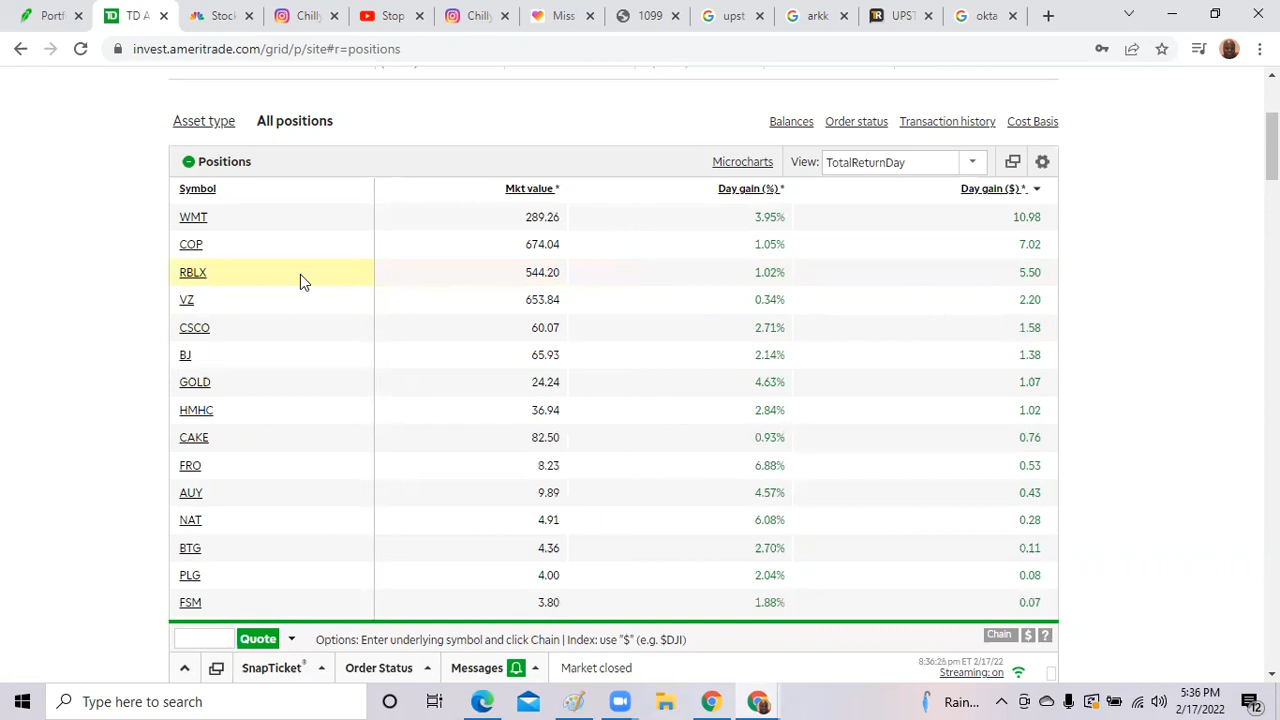 Portf TD A Stock Chilly Stop Chilly Miss 1099 upst roku UPST okta
invest.ameritrade.com/grid/p/site#r=positions
Asset type All positions Balances Order status Transaction history Cost Basis
Positions Microcharts View: TotalReturnDay
Symbol Mkt value * Day gain (%) * Day gain ($) *
WMT 289.26 3.95% 10.98
COP 674.04 1.05% 7.02
RBLX 544.20 1.02% 5.50
VZ 653.84 0.34% 2.20
CSCO 60.07 2.71% 1.58
BJ 65.93 2.14% 1.38
GOLD 24.24 4.63% 1.07
HMHC 36.94 2.84% 1.02
CAKE 82.50 0.93% 0.76
FRO 8.23 6.88% 0.53
AUY 9.89 4.57% 0.43
NAT 4.91 6.08% 0.28
BTG 4.36 2.70% 0.11
PLG 4.00 2.04% 0.08
FSM 3.80 1.88% 0.07
Quote Options: Enter underlying symbol and click Chain | Index: use "$" (e.g. $DJI) Chain $ ?
SnapTicket® Order Status Messages Market closed
8:36:26 pm ET 2/17/22
Streaming: on
Type here to search Rain... 5:36 PM
2/17/2022
12